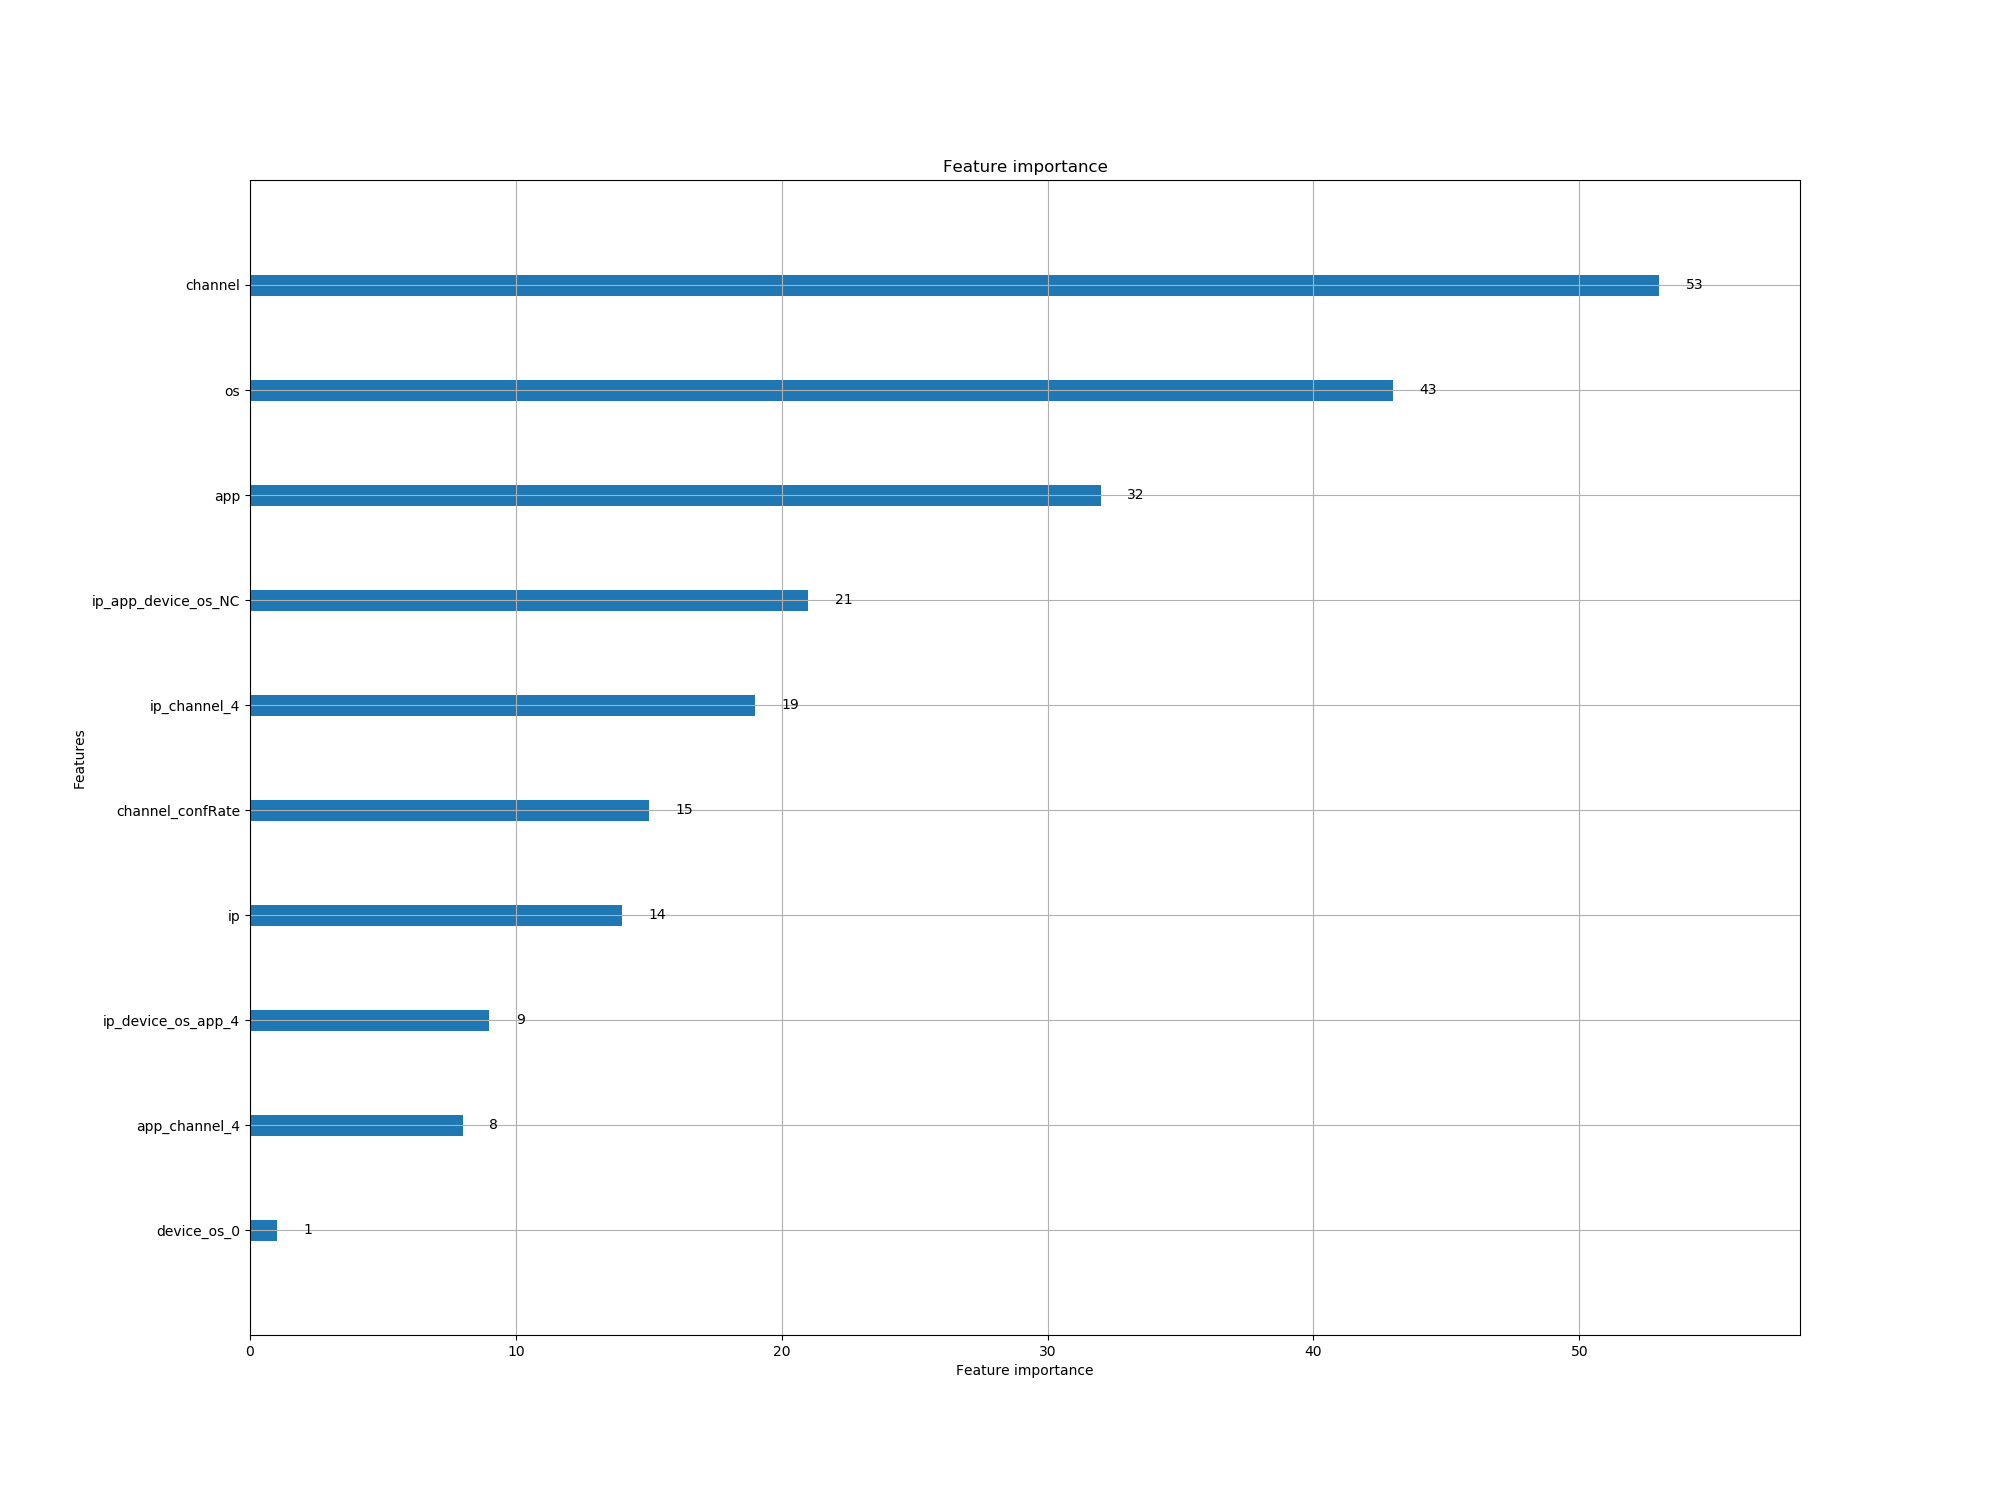 Feature importance
channel 53
os 43
app 32
ip_app_device_os_NC 21
ip_channel_4 19
Features
channel_confRate 15
ip 14
ip_device_os_app_4 9
app_channel_4 8
device_os_0 1
0 10 20 30 40 50
Feature importance